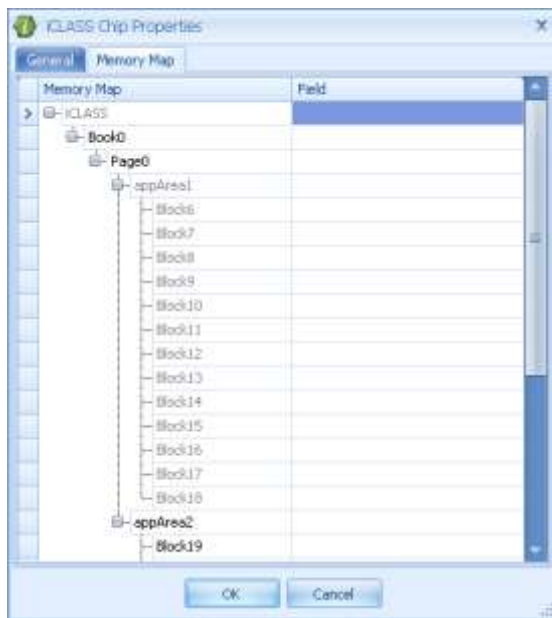 iCLASS Chip Properties
General Memory Map
Memory Map Field
iCLASS
Book0
Page0
appArea1
Block6
Block7
Block8
Block9
Block10
Block11
Block12
Block13
Block14
Block15
Block16
Block17
Block18
appArea2
Block19
OK Cancel